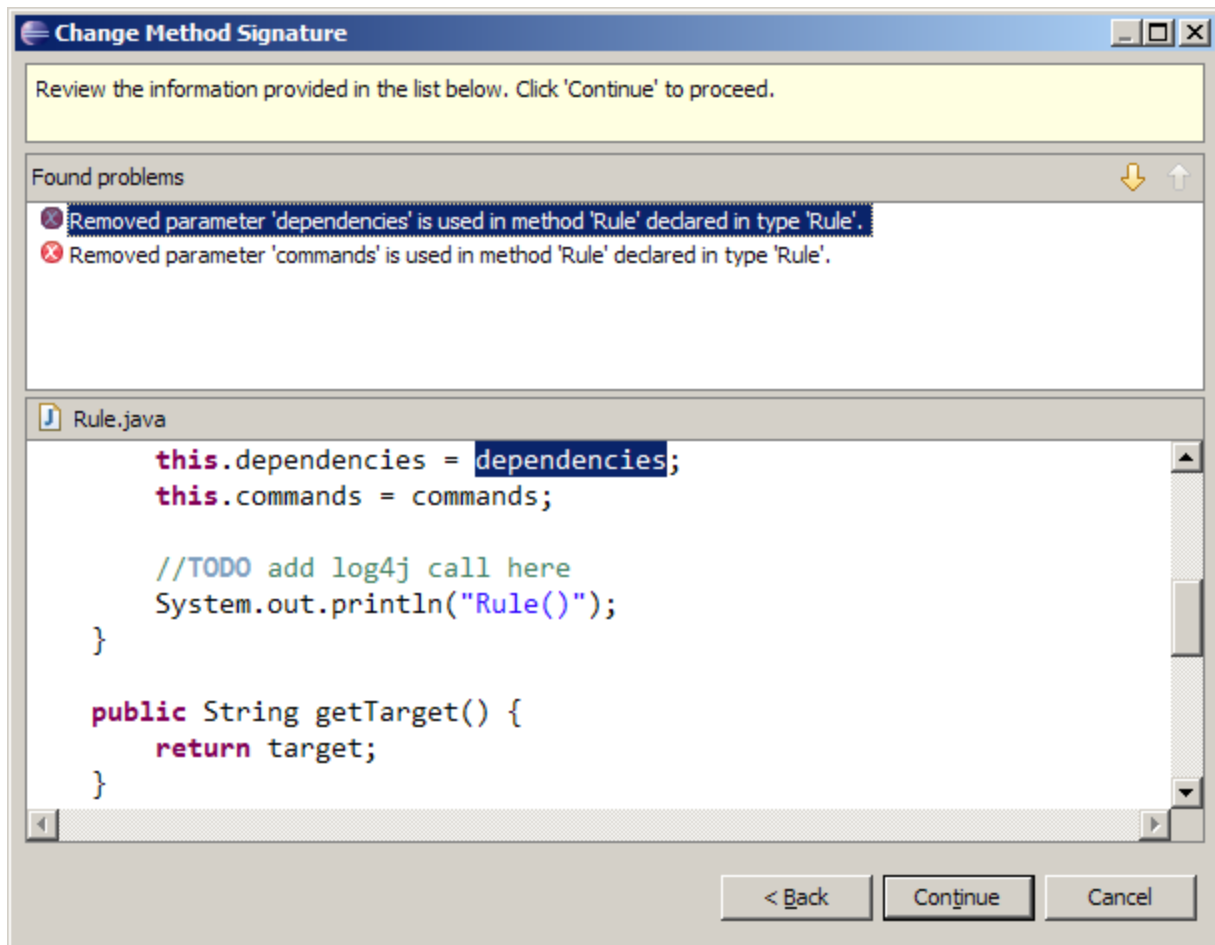 Change Method Signature
Review the information provided in the list below. Click 'Continue' to proceed.
Found problems
Removed parameter 'dependencies' is used in method 'Rule' declared in type 'Rule'.
Removed parameter 'commands' is used in method 'Rule' declared in type 'Rule'.
Rule.java
this.dependencies = dependencies;
this.commands = commands;
//TODO add log4j call here
System.out.println("Rule()");
}
public String getTarget() {
return target;
}
< Back Continue Cancel